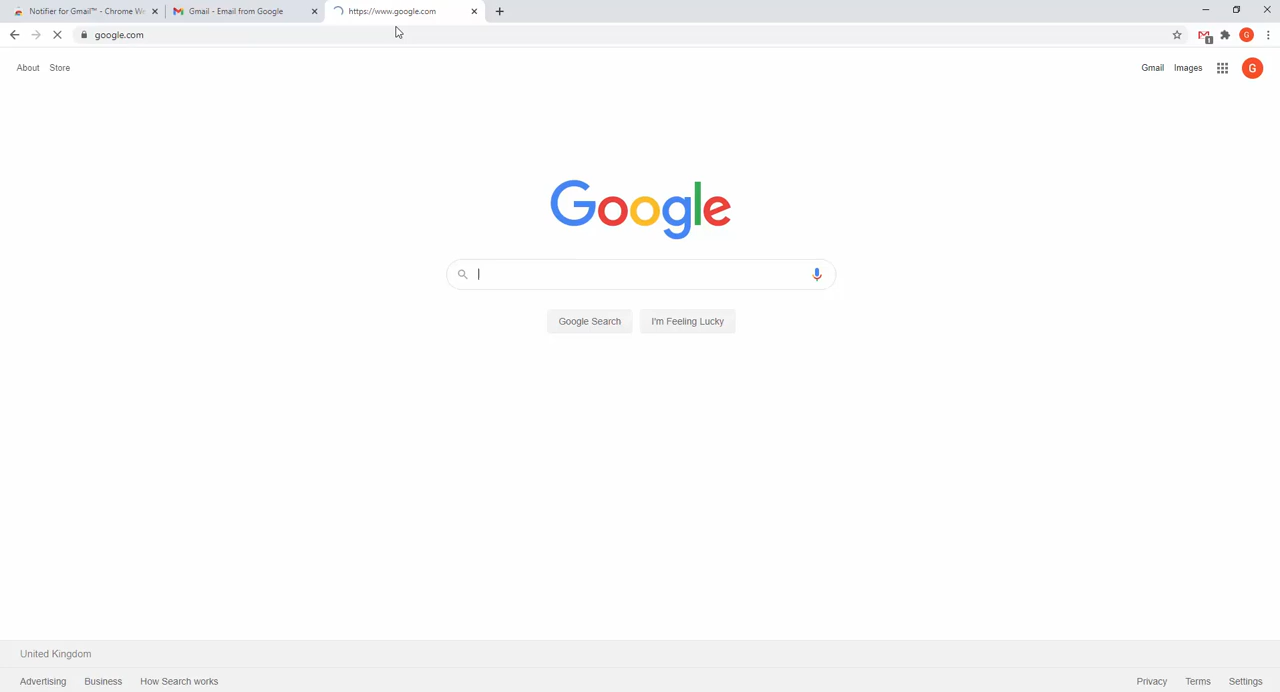 Notifier for Gmail™ - Chrome We
Gmail - Email from Google
https://www.google.com
google.com
1
G
About
Store
Gmail
Images
G
Google
Google Search
I'm Feeling Lucky
United Kingdom
Advertising
Business
How Search works
Privacy
Terms
Settings